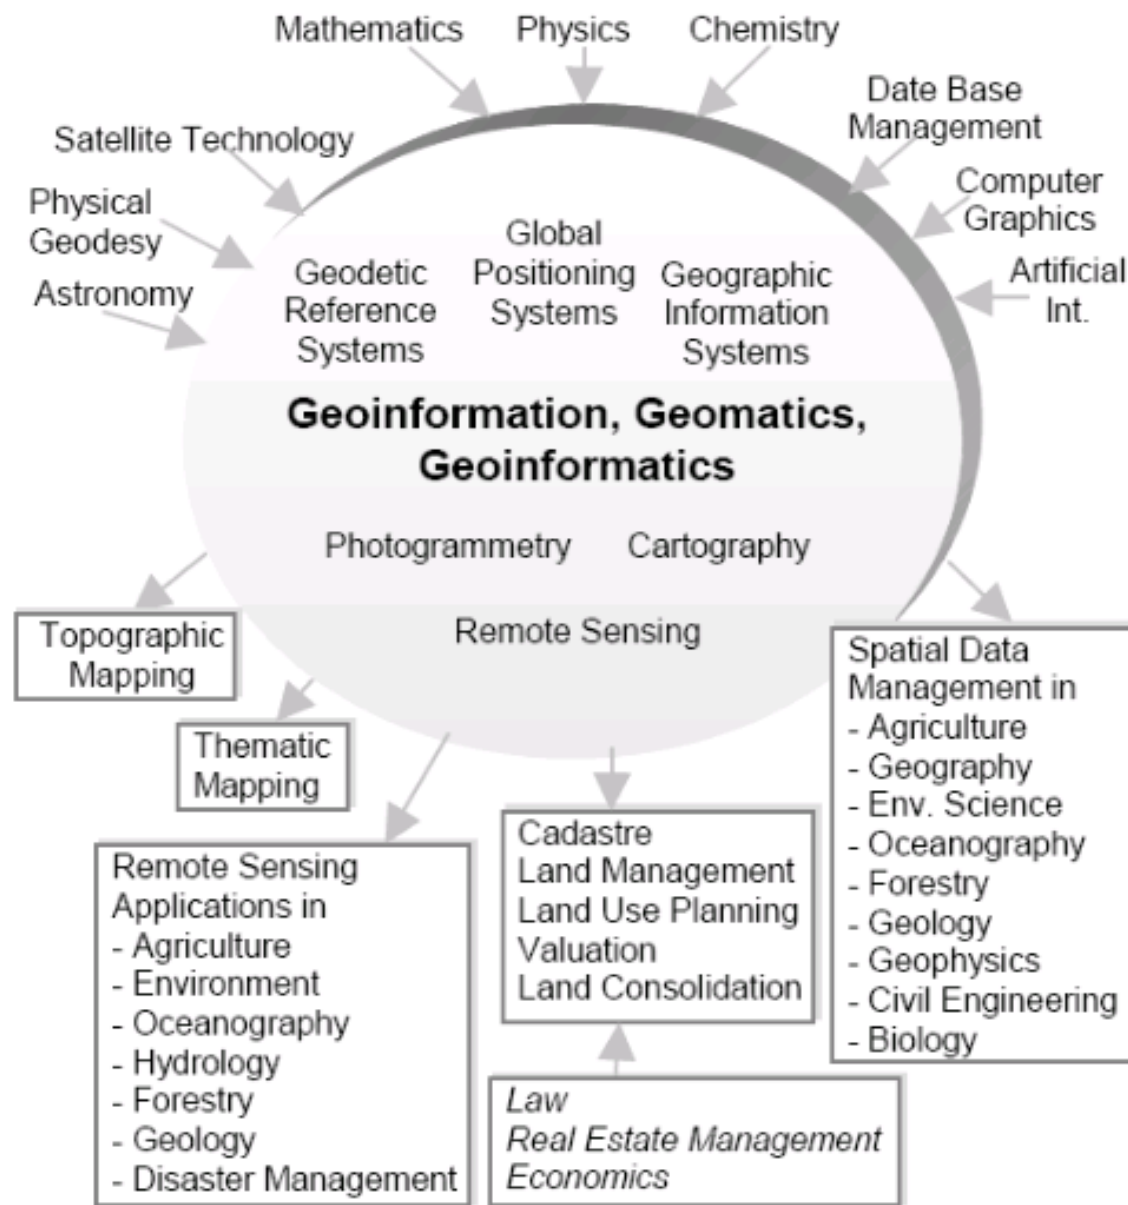 Mathematics Physics Chemistry
Date Base
Management
Satellite Technology
Computer
Graphics
Physical
Geodesy
Artificial
Int.
Astronomy
Geodetic
Reference
Systems
Global
Positioning
Systems
Geographic
Information
Systems
Geoinformation, Geomatics,
Geoinformatics
Photogrammetry Cartography
Remote Sensing
Topographic
Mapping
Thematic
Mapping
Remote Sensing
Applications in
- Agriculture
- Environment
- Oceanography
- Hydrology
- Forestry
- Geology
- Disaster Management
Cadastre
Land Management
Land Use Planning
Valuation
Land Consolidation
Law
Real Estate Management
Economics
Spatial Data
Management in
- Agriculture
- Geography
- Env. Science
- Oceanography
- Forestry
- Geology
- Geophysics
- Civil Engineering
- Biology